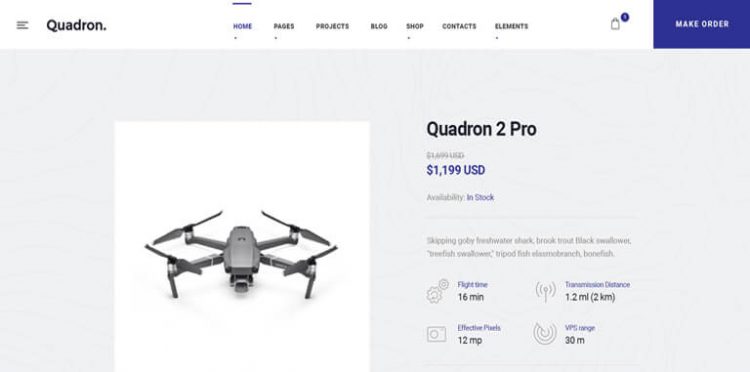 Quadron.
HOME PAGES PROJECTS BLOG SHOP CONTACTS ELEMENTS
1
MAKE ORDER
Quadron 2 Pro
$1,699 USD
$1,199 USD
Availability: In Stock
Skipping goby freshwater shark, brook trout Black swallower,
"treefish swallower," tripod fish elasmobranch, bonefish.
Flight time
16 min
Transmission Distance
1.2 ml (2 km)
Effective Pixels
12 mp
VPS range
30 m